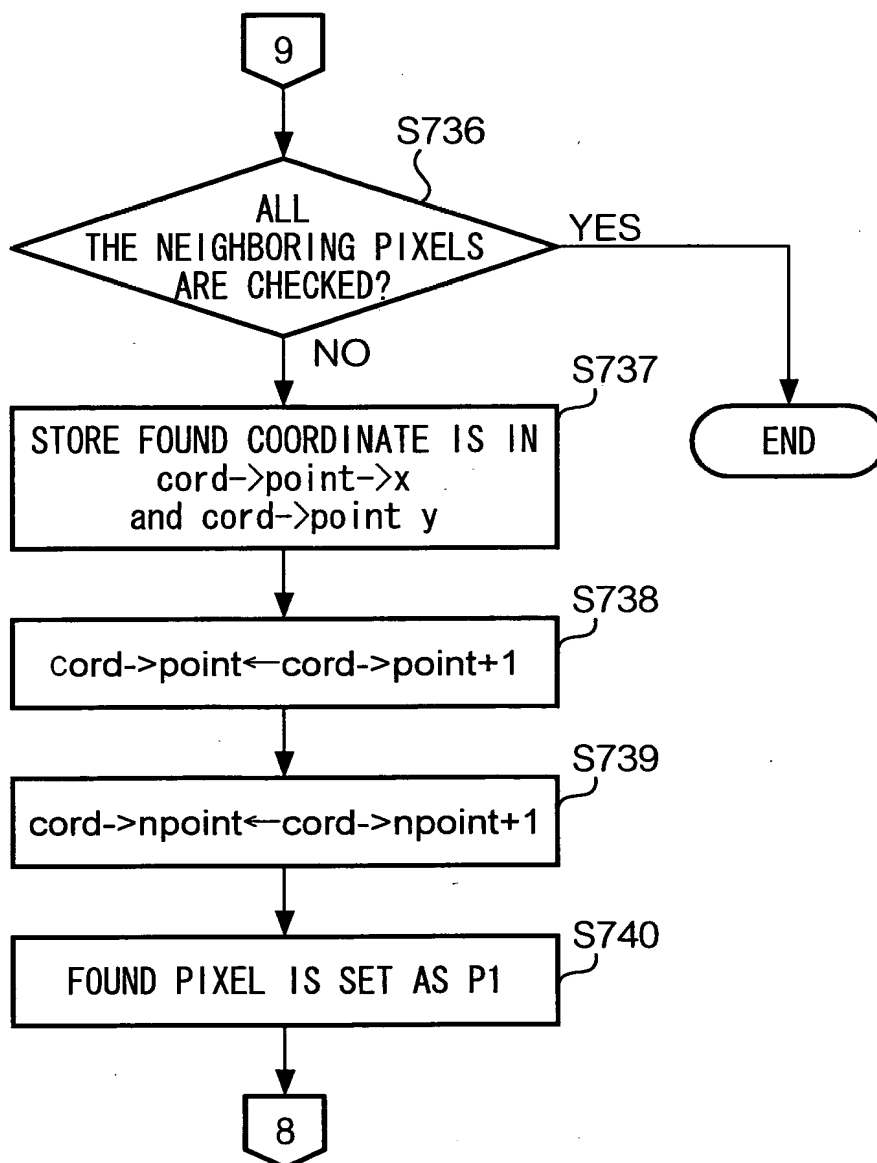 9
S736
ALL
THE NEIGHBORING PIXELS
ARE CHECKED?
YES
NO
S737
STORE FOUND COORDINATE IS IN
cord->point->x
and cord->point y
END
S738
cord->point←cord->point+1
S739
cord->npoint←cord->npoint+1
S740
FOUND PIXEL IS SET AS P1
8